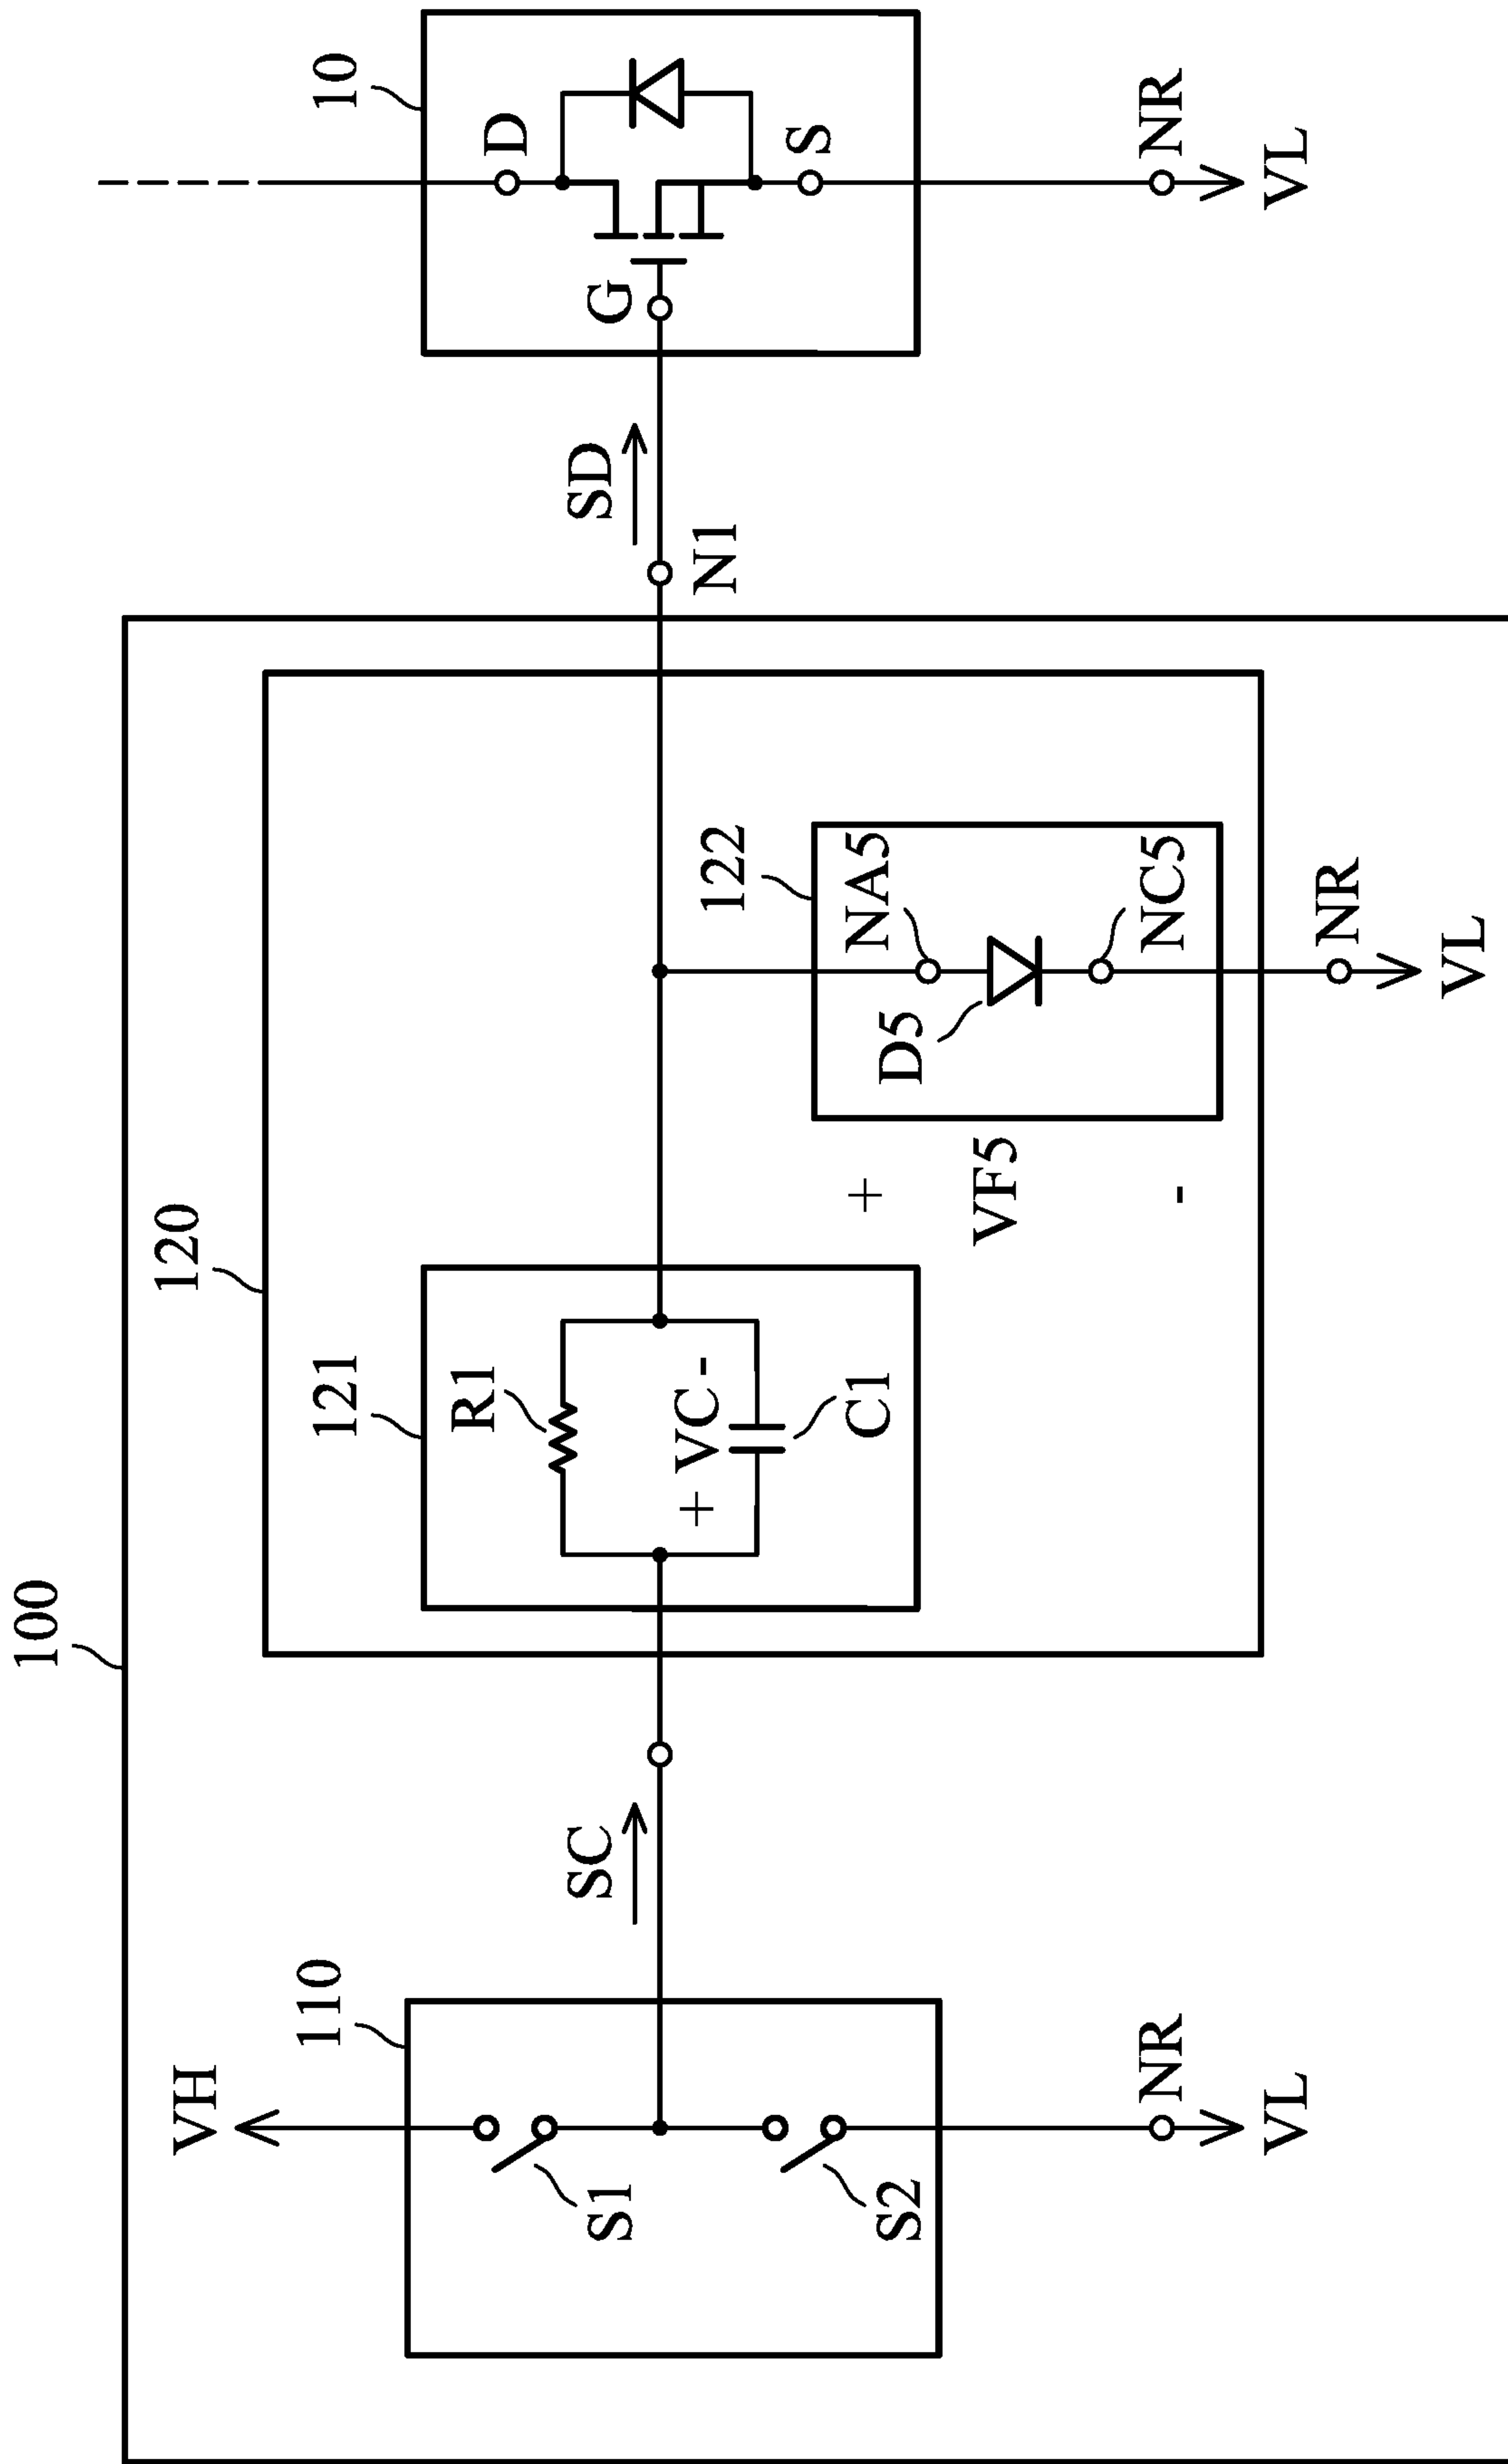 100
110
VH
S1
S2
NR
VL
SC
120
121
R1
+ VC -
C1
122
NA5
D5
NC5
+
VF5
-
NR
VL
N1
SD
10
D
G
S
NR
VL